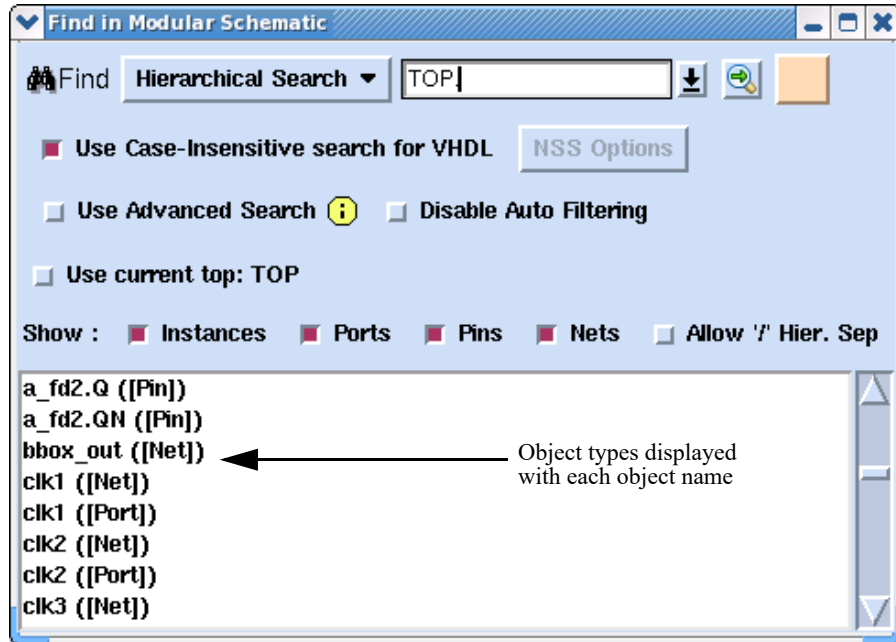 Find in Modular Schematic
Find Hierarchical Search TOP.
Use Case-Insensitive search for VHDL NSS Options
Use Advanced Search i Disable Auto Filtering
Use current top: TOP
Show : Instances Ports Pins Nets Allow '/' Hier. Sep
a_fd2.Q ([Pin])
a_fd2.QN ([Pin])
bbox_out ([Net])
clk1 ([Net])
clk1 ([Port])
clk2 ([Net])
clk2 ([Port])
clk3 ([Net])
Object types displayed
with each object name